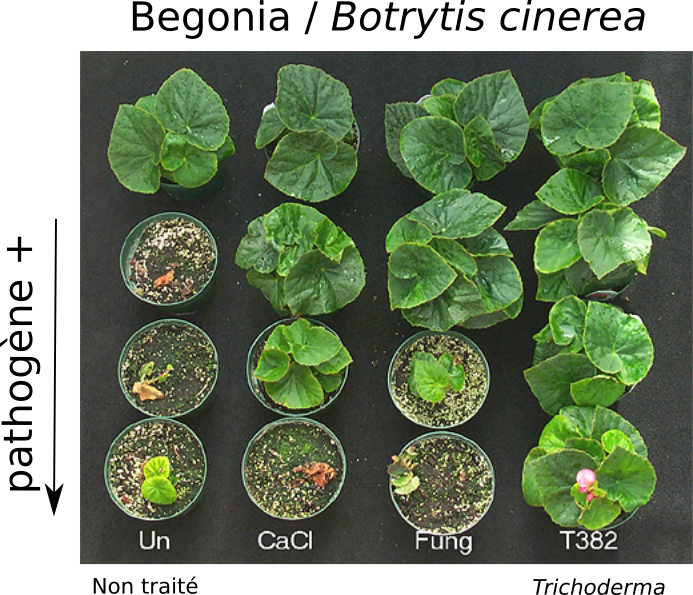 Begonia / Botrytis cinerea
pathogène +
Un CaCl Fung T382
Non traité Trichoderma